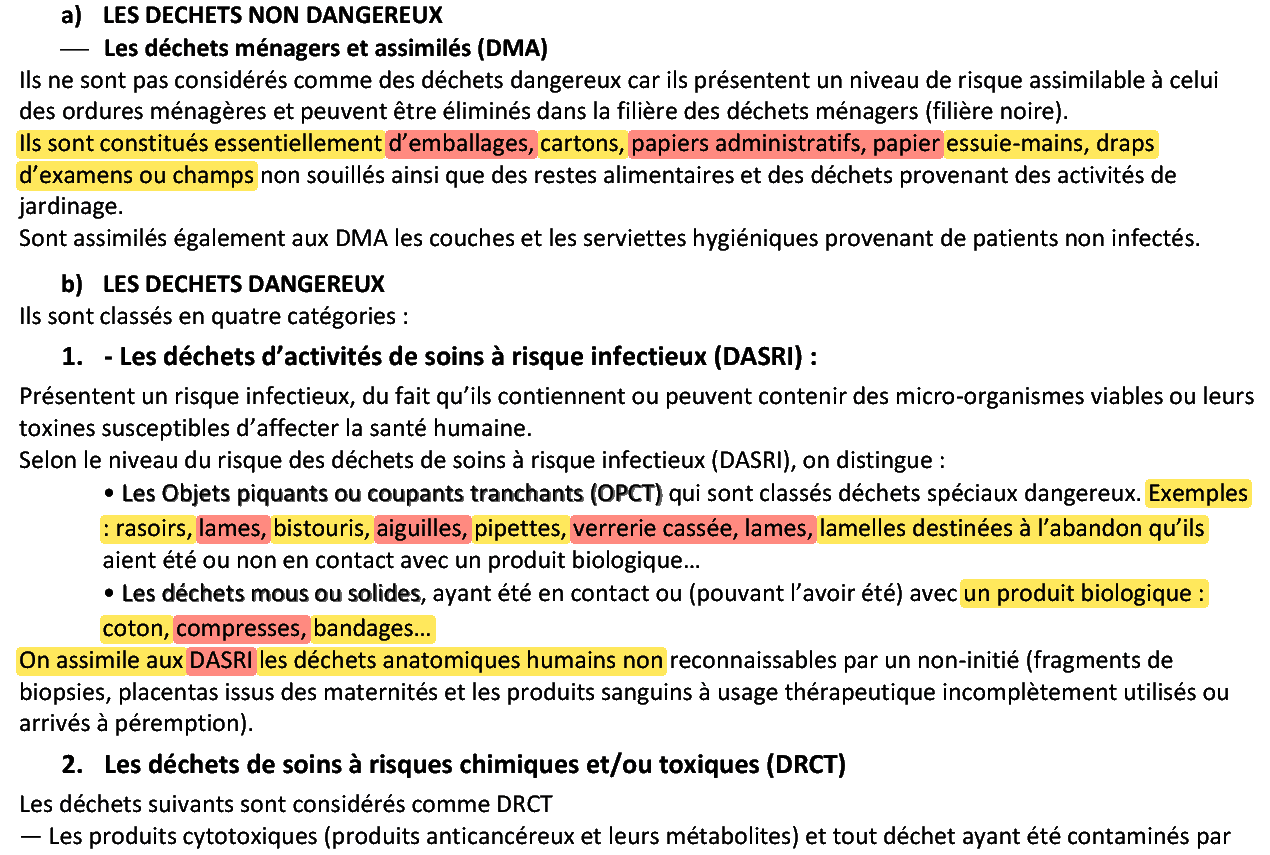 a) LES DECHETS NON DANGEREUX
— Les déchets ménagers et assimilés (DMA)
Ils ne sont pas considérés comme des déchets dangereux car ils présentent un niveau de risque assimilable à celui
des ordures ménagères et peuvent être éliminés dans la filière des déchets ménagers (filière noire).
Ils sont constitués essentiellement d’emballages, cartons, papiers administratifs, papier essuie-mains, draps
d’examens ou champs non souillés ainsi que des restes alimentaires et des déchets provenant des activités de
jardinage.
Sont assimilés également aux DMA les couches et les serviettes hygiéniques provenant de patients non infectés.
b) LES DECHETS DANGEREUX
Ils sont classés en quatre catégories :
1. - Les déchets d’activités de soins à risque infectieux (DASRI) :
Présentent un risque infectieux, du fait qu’ils contiennent ou peuvent contenir des micro-organismes viables ou leurs
toxines susceptibles d’affecter la santé humaine.
Selon le niveau du risque des déchets de soins à risque infectieux (DASRI), on distingue :
• Les Objets piquants ou coupants tranchants (OPCT) qui sont classés déchets spéciaux dangereux. Exemples
: rasoirs, lames, bistouris, aiguilles, pipettes, verrerie cassée, lames, lamelles destinées à l’abandon qu’ils
aient été ou non en contact avec un produit biologique…
• Les déchets mous ou solides, ayant été en contact ou (pouvant l’avoir été) avec un produit biologique :
coton, compresses, bandages…
On assimile aux DASRI les déchets anatomiques humains non reconnaissables par un non-initié (fragments de
biopsies, placentas issus des maternités et les produits sanguins à usage thérapeutique incomplètement utilisés ou
arrivés à péremption).
2. Les déchets de soins à risques chimiques et/ou toxiques (DRCT)
Les déchets suivants sont considérés comme DRCT
— Les produits cytotoxiques (produits anticancéreux et leurs métabolites) et tout déchet ayant été contaminés par